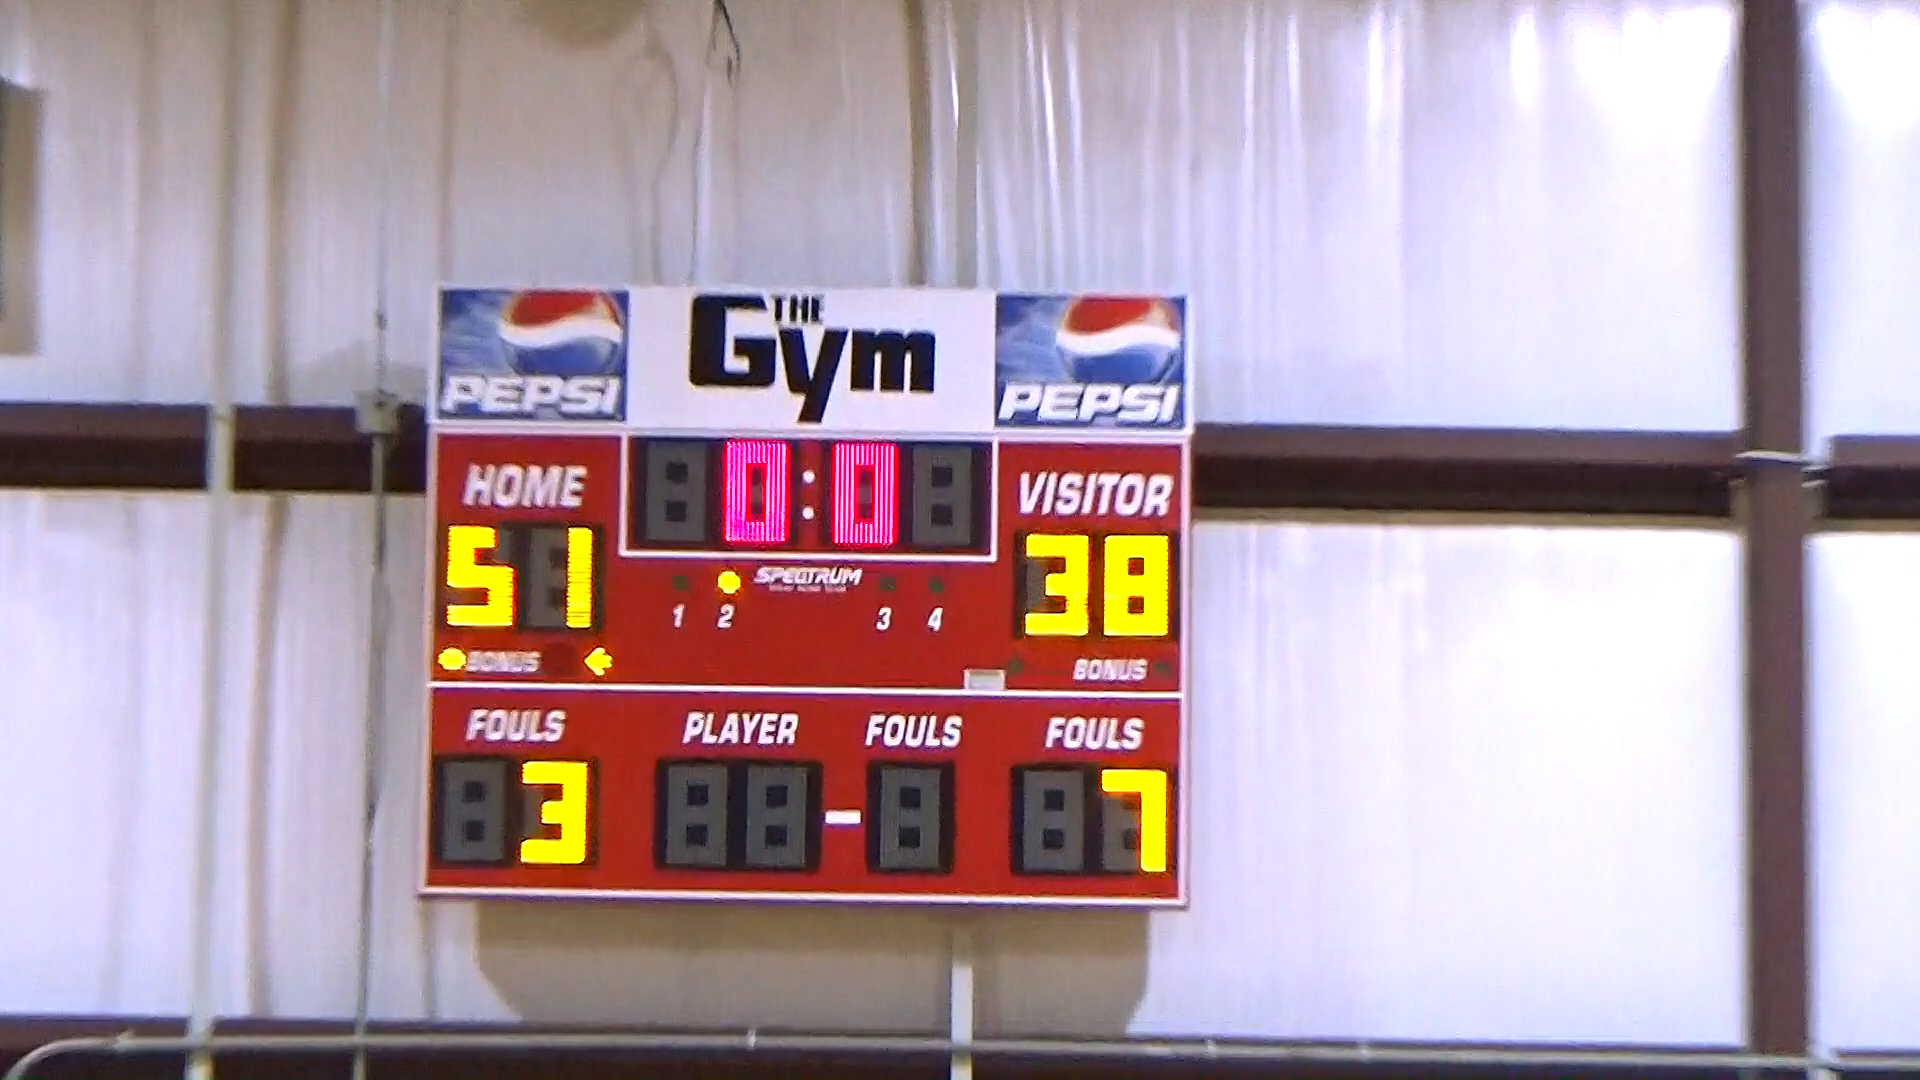 THE
Gym
PEPSI
PEPSI
HOME
0:0
VISITOR
51
38
SPECTRUM
1 2 3 4
BONUS
BONUS
FOULS
PLAYER
FOULS
FOULS
3
-
7